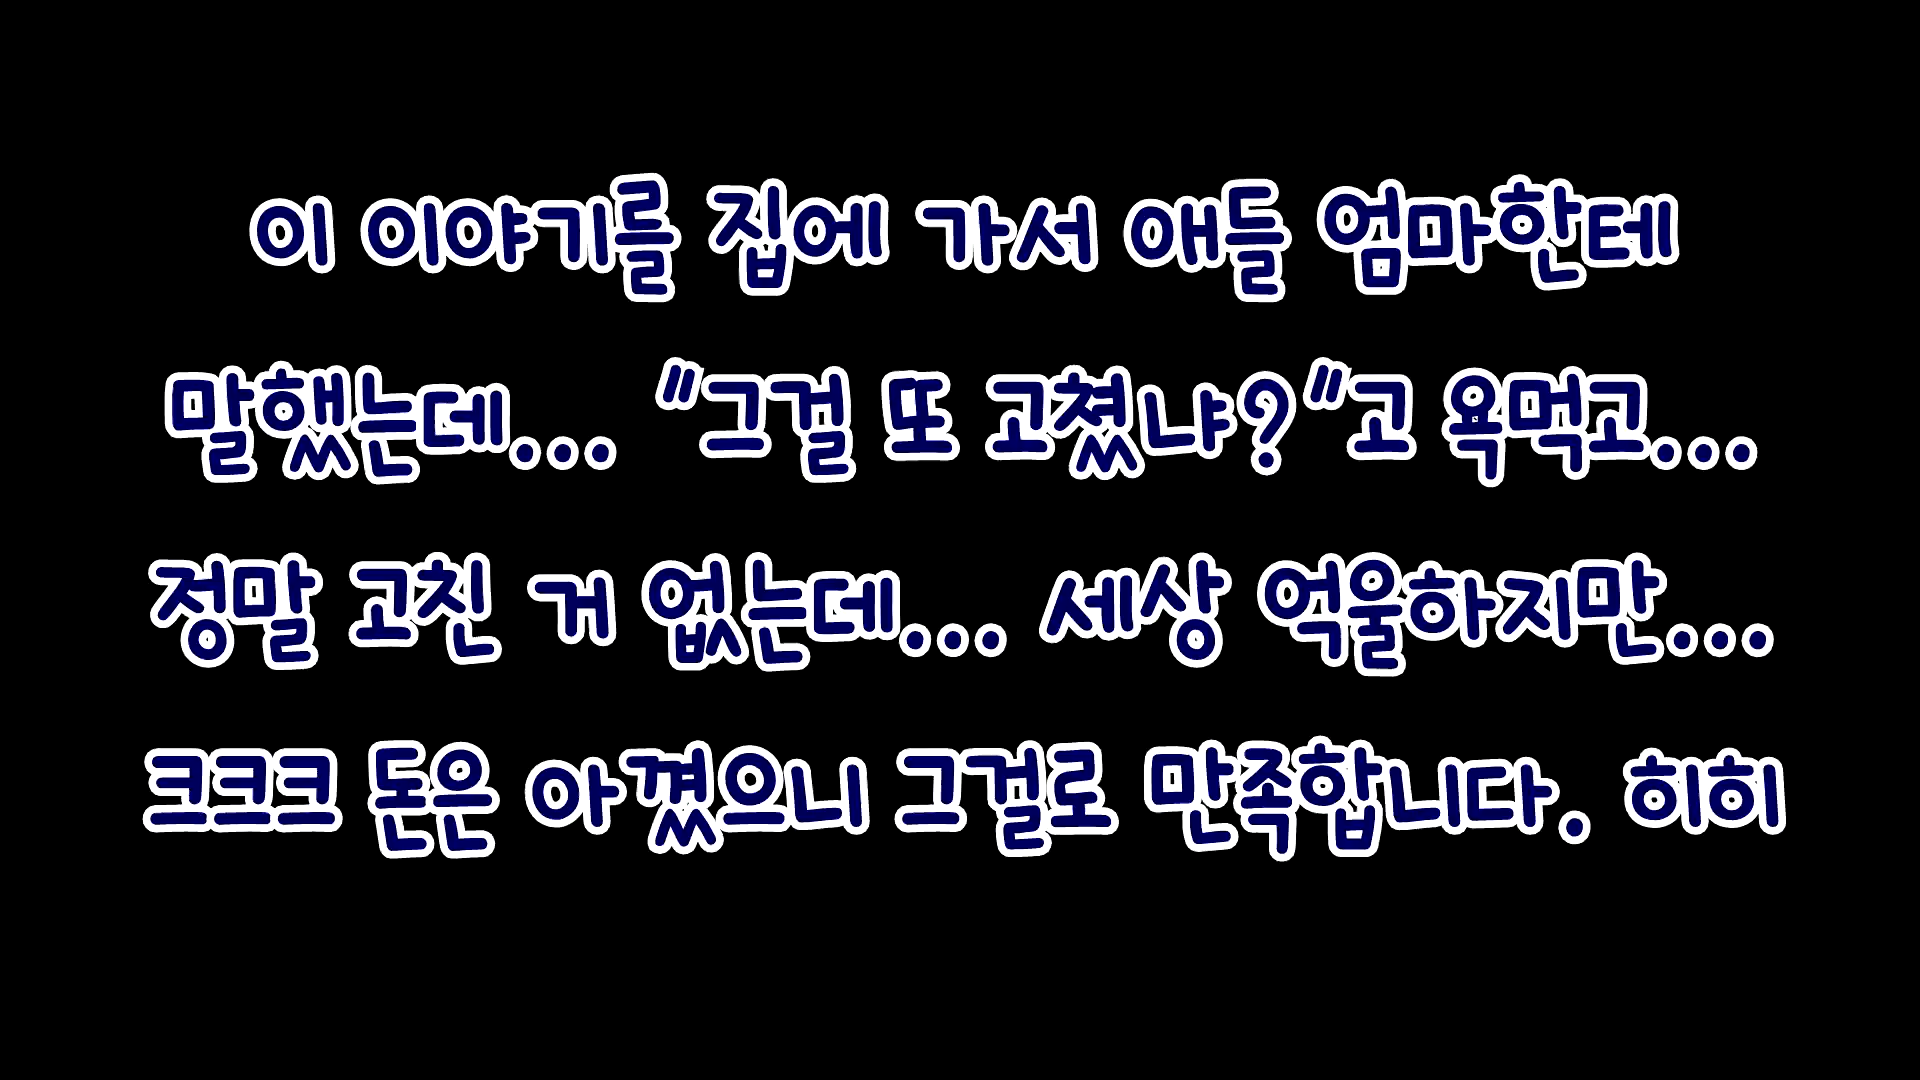 이 이야기를 집에 가서 애들 엄마한테
말했는데... "그걸 또 고쳤냐?"고 욕먹고...
정말 고친 거 없는데... 세상 억울하지만...
크크크 돈은 아꼈으니 그걸로 만족합니다. 히히